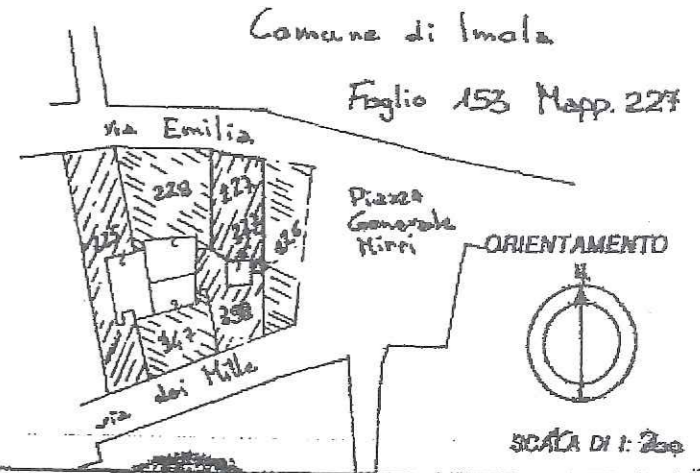 Comune di Imola
Foglio 153 Mapp. 227
via Emilia
228
227
225
226
Piazza
Generale
Mirri
ORIENTAMENTO
N.
298
347
via dei Mille
SCALA DI 1: 200